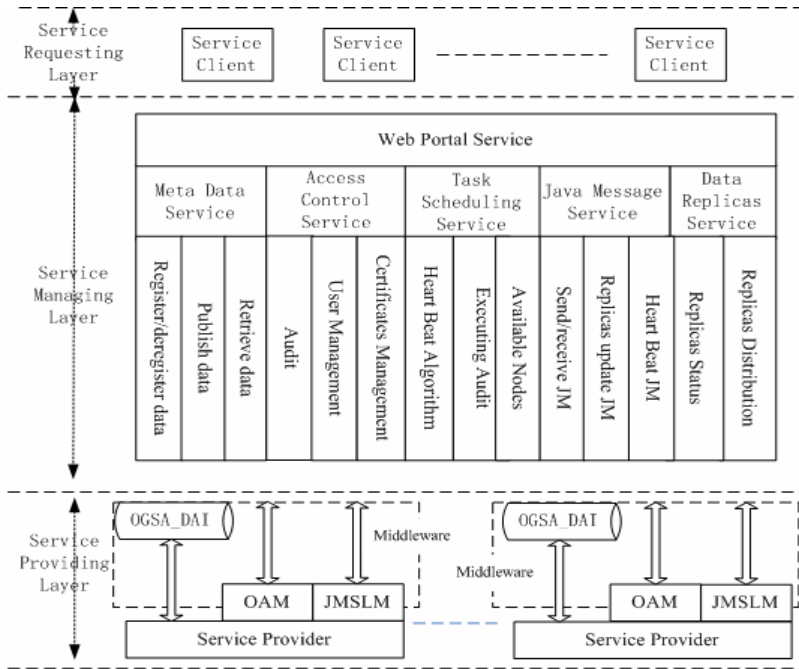 Service
Requesting
Layer
Service
Client
Service
Client
Service
Client
Service
Managing
Layer
Web Portal Service
Meta Data
Service
Access
Control
Service
Task
Scheduling
Service
Java Message
Service
Data
Replicas
Service
Register/deregister data
Publish data
Retrieve data
Audit
User Management
Certificates Management
Heart Beat Algorithm
Executing Audit
Available Nodes
Send/receive JM
Replicas update JM
Heart Beat JM
Replicas Status
Replicas Distribution
Service
Providing
Layer
OGSA_DAI
Middleware
OAM
JMSLM
Service Provider
OGSA_DAI
Middleware
OAM
JMSLM
Service Provider